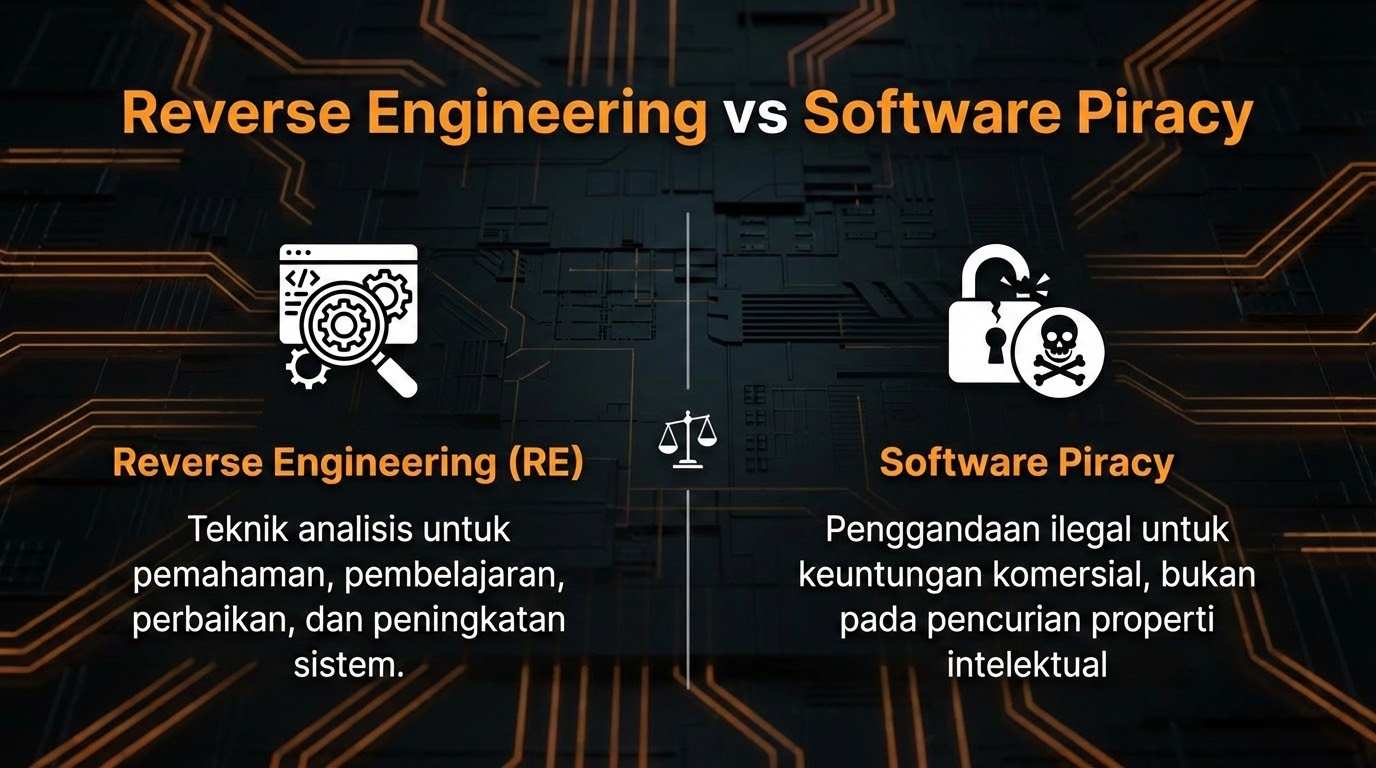 Reverse Engineering vs Software Piracy
</>
Reverse Engineering (RE)
Teknik analisis untuk
pemahaman, pembelajaran,
perbaikan, dan peningkatan
sistem.
Software Piracy
Penggandaan ilegal untuk
keuntungan komersial, bukan
pada pencurian properti
intelektual